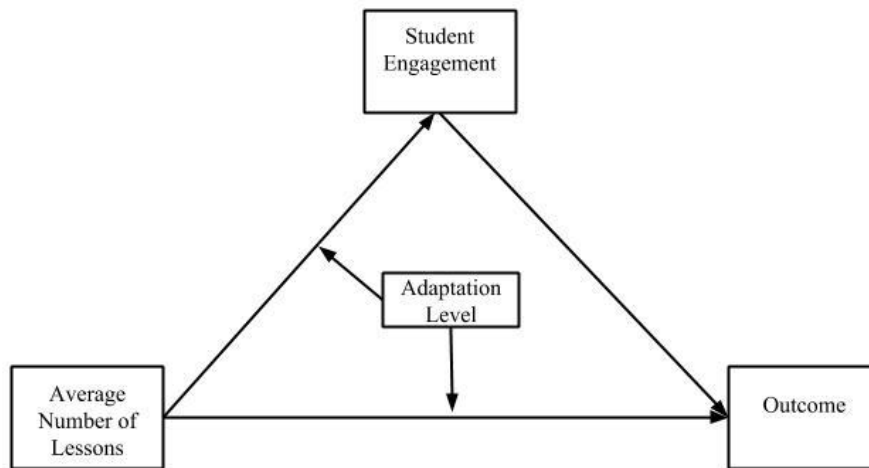 Student
Engagement
Adaptation
Level
Average
Number of
Lessons
Outcome